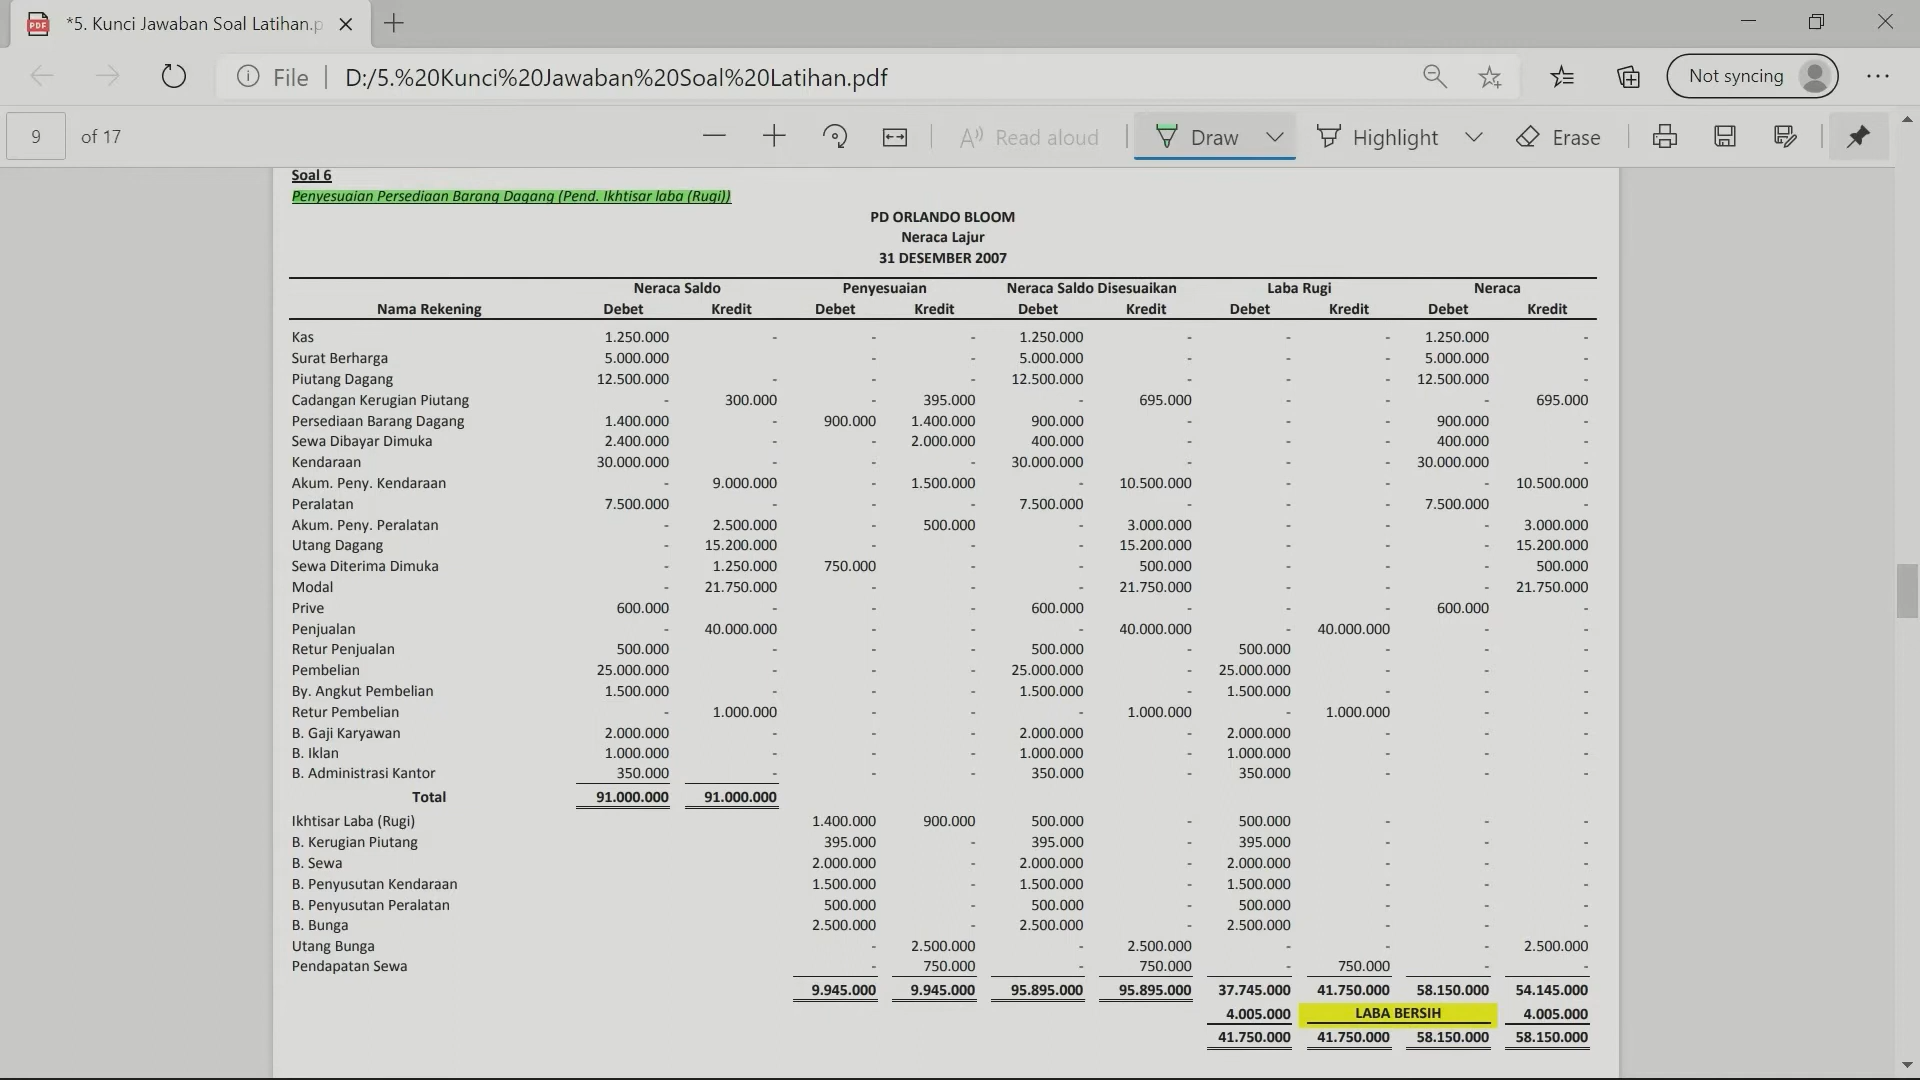 *5. Kunci Jawaban Soal Latihan.p
File | D:/5.%20Kunci%20Jawaban%20Soal%20Latihan.pdf
Not syncing
9 of 17
Read aloud
Draw
Highlight
Erase
Soal 6
Penyesuaian Persediaan Barang Dagang (Pend. Ikhtisar laba (Rugi))
PD ORLANDO BLOOM
Neraca Lajur
31 DESEMBER 2007
Neraca Saldo Penyesuaian Neraca Saldo Disesuaikan Laba Rugi Neraca
Nama Rekening Debet Kredit Debet Kredit Debet Kredit Debet Kredit Debet Kredit
Kas 1.250.000 - - - 1.250.000 - - - 1.250.000 -
Surat Berharga 5.000.000 - - 5.000.000 - - - 5.000.000 -
Piutang Dagang 12.500.000 - - - 12.500.000 - - - 12.500.000 -
Cadangan Kerugian Piutang - 300.000 - 395.000 - 695.000 - - - 695.000
Persediaan Barang Dagang 1.400.000 - 900.000 1.400.000 900.000 - - - 900.000 -
Sewa Dibayar Dimuka 2.400.000 - - 2.000.000 400.000 - - - 400.000 -
Kendaraan 30.000.000 - - - 30.000.000 - - - 30.000.000 -
Akum. Peny. Kendaraan - 9.000.000 - 1.500.000 - 10.500.000 - - - 10.500.000
Peralatan 7.500.000 - - - 7.500.000 - - - 7.500.000 -
Akum. Peny. Peralatan - 2.500.000 - 500.000 - 3.000.000 - - - 3.000.000
Utang Dagang - 15.200.000 - - - 15.200.000 - - - 15.200.000
Sewa Diterima Dimuka - 1.250.000 750.000 - - 500.000 - - - 500.000
Modal - 21.750.000 - - - 21.750.000 - - - 21.750.000
Prive 600.000 - - - 600.000 - - - 600.000 -
Penjualan - 40.000.000 - - - 40.000.000 - 40.000.000 - -
Retur Penjualan 500.000 - - - 500.000 - 500.000 - - -
Pembelian 25.000.000 - - - 25.000.000 - 25.000.000 - - -
By. Angkut Pembelian 1.500.000 - - - 1.500.000 - 1.500.000 - - -
Retur Pembelian - 1.000.000 - - - 1.000.000 - 1.000.000 - -
B. Gaji Karyawan 2.000.000 - - - 2.000.000 - 2.000.000 - - -
B. Iklan 1.000.000 - - - 1.000.000 - 1.000.000 - - -
B. Administrasi Kantor 350.000 - - - 350.000 - 350.000 - - -
Total 91.000.000 91.000.000
Ikhtisar Laba (Rugi) 1.400.000 900.000 500.000 - 500.000 - - -
B. Kerugian Piutang 395.000 - 395.000 - 395.000 - - -
B. Sewa 2.000.000 - 2.000.000 - 2.000.000 - - -
B. Penyusutan Kendaraan 1.500.000 - 1.500.000 - 1.500.000 - - -
B. Penyusutan Peralatan 500.000 - 500.000 - 500.000 - - -
B. Bunga 2.500.000 - 2.500.000 - 2.500.000 - - -
Utang Bunga - 2.500.000 - 2.500.000 - - - 2.500.000
Pendapatan Sewa - 750.000 - 750.000 - 750.000 - -
9.945.000 9.945.000 95.895.000 95.895.000 37.745.000 41.750.000 58.150.000 54.145.000
4.005.000 LABA BERSIH 4.005.000
41.750.000 41.750.000 58.150.000 58.150.000